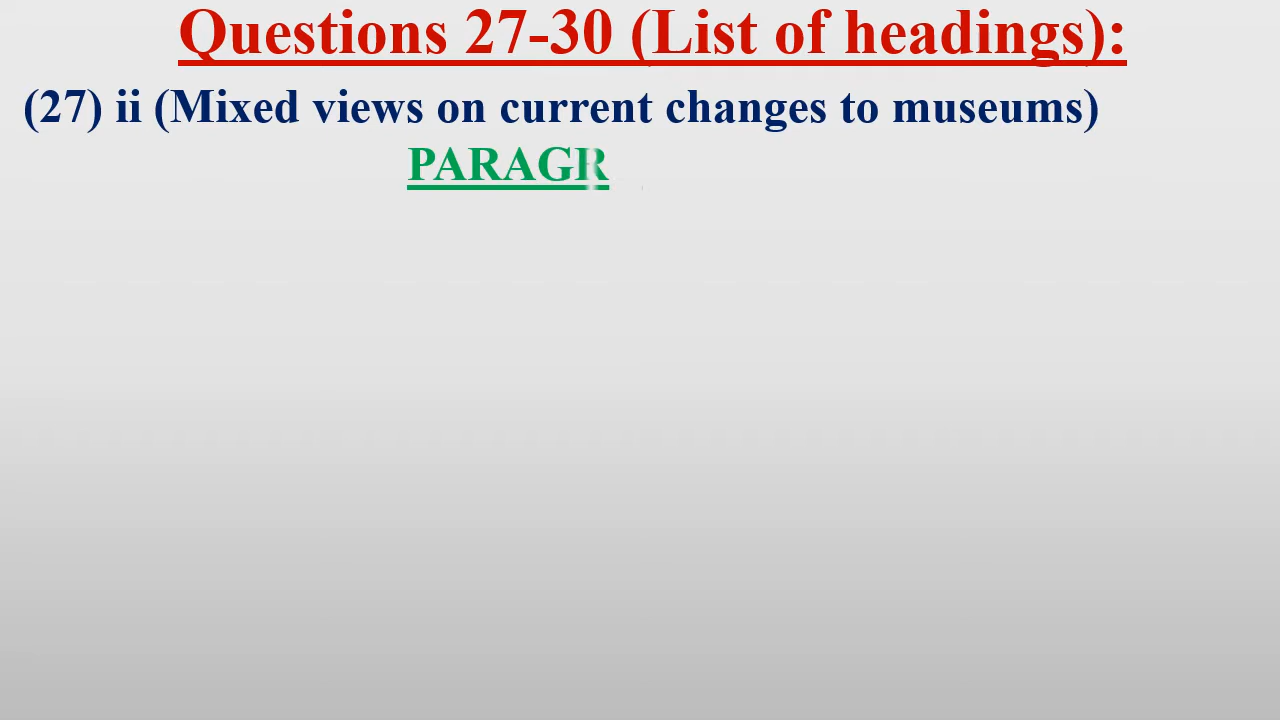 Questions 27-30 (List of headings):
(27) ii (Mixed views on current changes to museums)
PARAGR